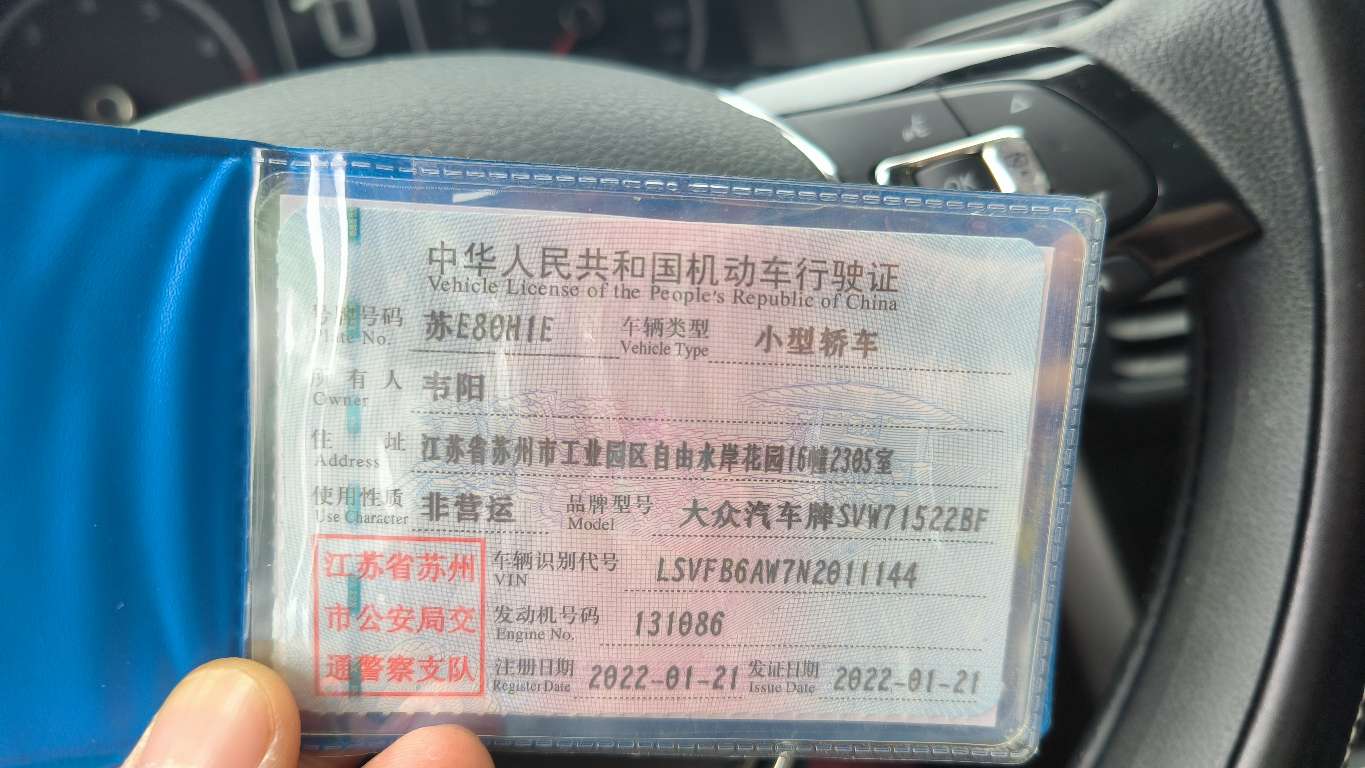 中华人民共和国机动车行驶证
Vehicle License of the People's Republic of China
号牌号码 苏E80H1E 车辆类型 小型轿车
Plate No. Vehicle Type
所有人 韦阳
Owner
住址 江苏省苏州市工业园区自由水岸花园16幢2305室
Address
使用性质 非营运 品牌型号 大众汽车牌SVW71522BF
Use Character Model
江苏省苏州 车辆识别代号 LSVFB6AW7N2011144
VIN
市公安局交 发动机号码 131086
Engine No.
通警察支队 注册日期 2022-01-21 发证日期 2022-01-21
Register Date Issue Date
OK